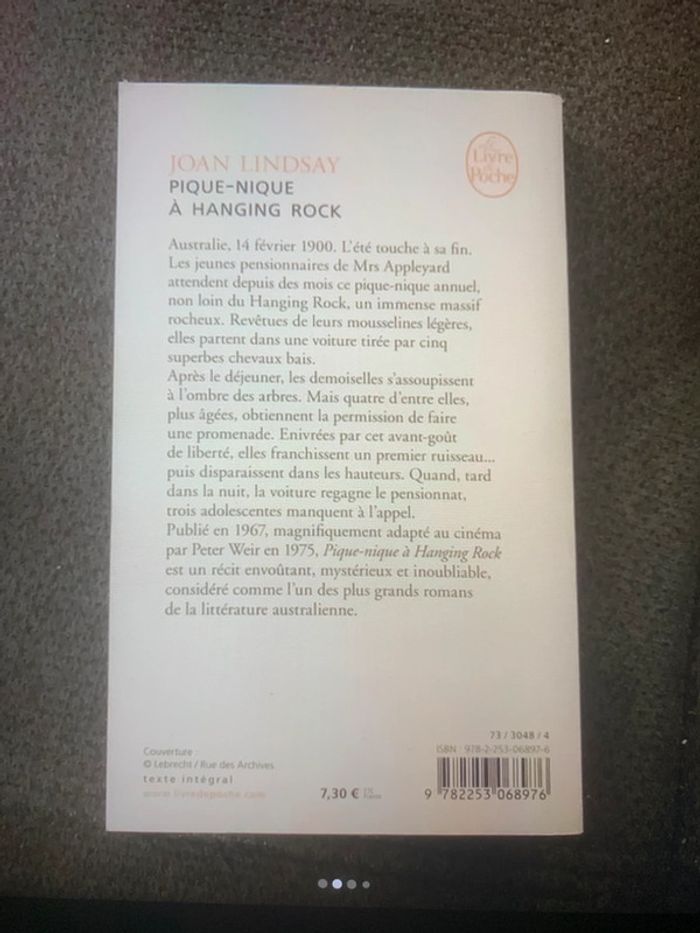 JOAN LINDSAY
PIQUE-NIQUE
À HANGING ROCK
Le
Livre
de
Poche
Australie, 14 février 1900. L'été touche à sa fin.
Les jeunes pensionnaires de Mrs Appleyard
attendent depuis des mois ce pique-nique annuel,
non loin du Hanging Rock, un immense massif
rocheux. Revêtues de leurs mousselines légères,
elles partent dans une voiture tirée par cinq
superbes chevaux bais.
Après le déjeuner, les demoiselles s'assoupissent
à l'ombre des arbres. Mais quatre d'entre elles,
plus âgées, obtiennent la permission de faire
une promenade. Enivrées par cet avant-goût
de liberté, elles franchissent un premier ruisseau...
puis disparaissent dans les hauteurs. Quand, tard
dans la nuit, la voiture regagne le pensionnat,
trois adolescentes manquent à l'appel.
Publié en 1967, magnifiquement adapté au cinéma
par Peter Weir en 1975, Pique-nique à Hanging Rock
est un récit envoûtant, mystérieux et inoubliable,
considéré comme l'un des plus grands romans
de la littérature australienne.
Couverture :
© Lebrecht / Rue des Archives
texte intégral
www.livredepoche.com
7,30 € TTC
France
73 / 3048 / 4
ISBN : 978-2-253-06897-6
9 782253 068976